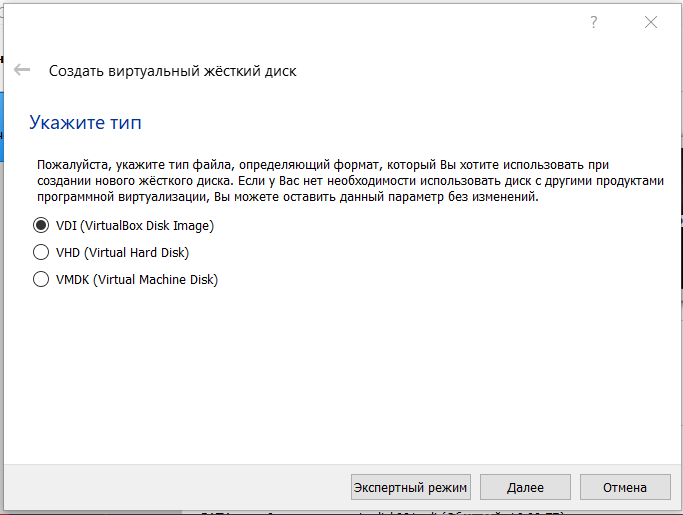 ?
Создать виртуальный жёсткий диск
Укажите тип
Пожалуйста, укажите тип файла, определяющий формат, который Вы хотите использовать при
создании нового жёсткого диска. Если у Вас нет необходимости использовать диск с другими продуктами
программной виртуализации, Вы можете оставить данный параметр без изменений.
VDI (VirtualBox Disk Image)
VHD (Virtual Hard Disk)
VMDK (Virtual Machine Disk)
Экспертный режим Далее Отмена